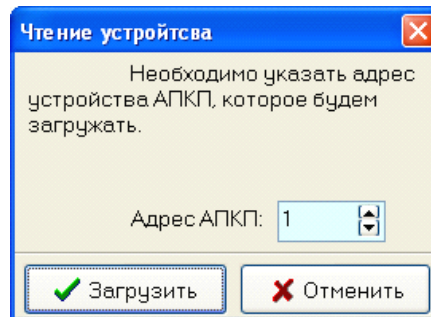 Чтение устройтсва
Необходимо указать адрес
устройства АПКП, которое будем
загружать.
Адрес АПКП: 1
Загрузить Отменить